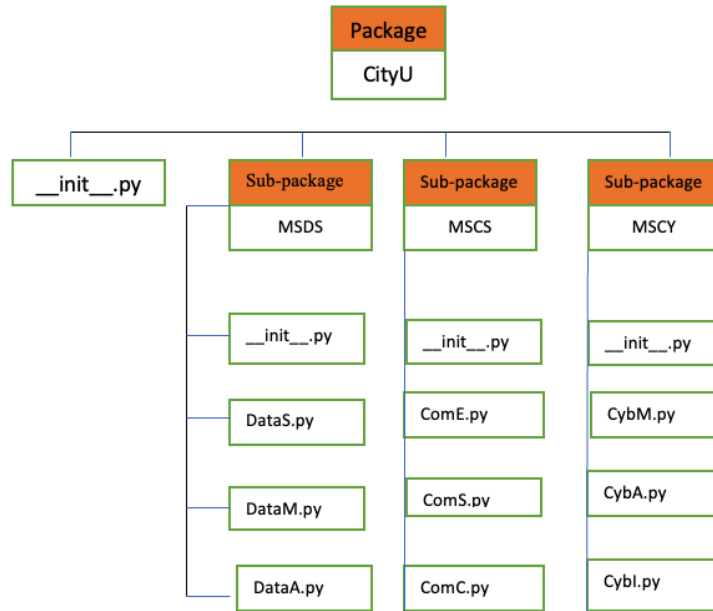 Package
CityU
__init__.py
Sub-package
MSDS
__init__.py
DataS.py
DataM.py
DataA.py
Sub-package
MSCS
__init__.py
ComE.py
ComS.py
ComC.py
Sub-package
MSCY
__init__.py
CybM.py
CybA.py
CybI.py